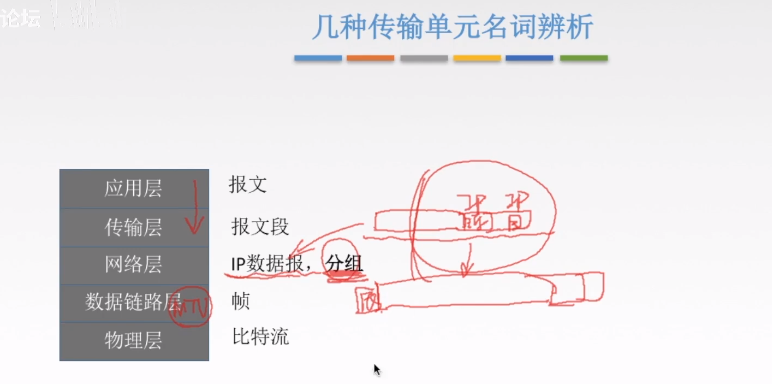 论坛
几种传输单元名词辨析
应用层 报文
传输层 报文段
网络层 IP数据报，分组
数据链路层 帧
物理层 比特流
IP IP
MTU